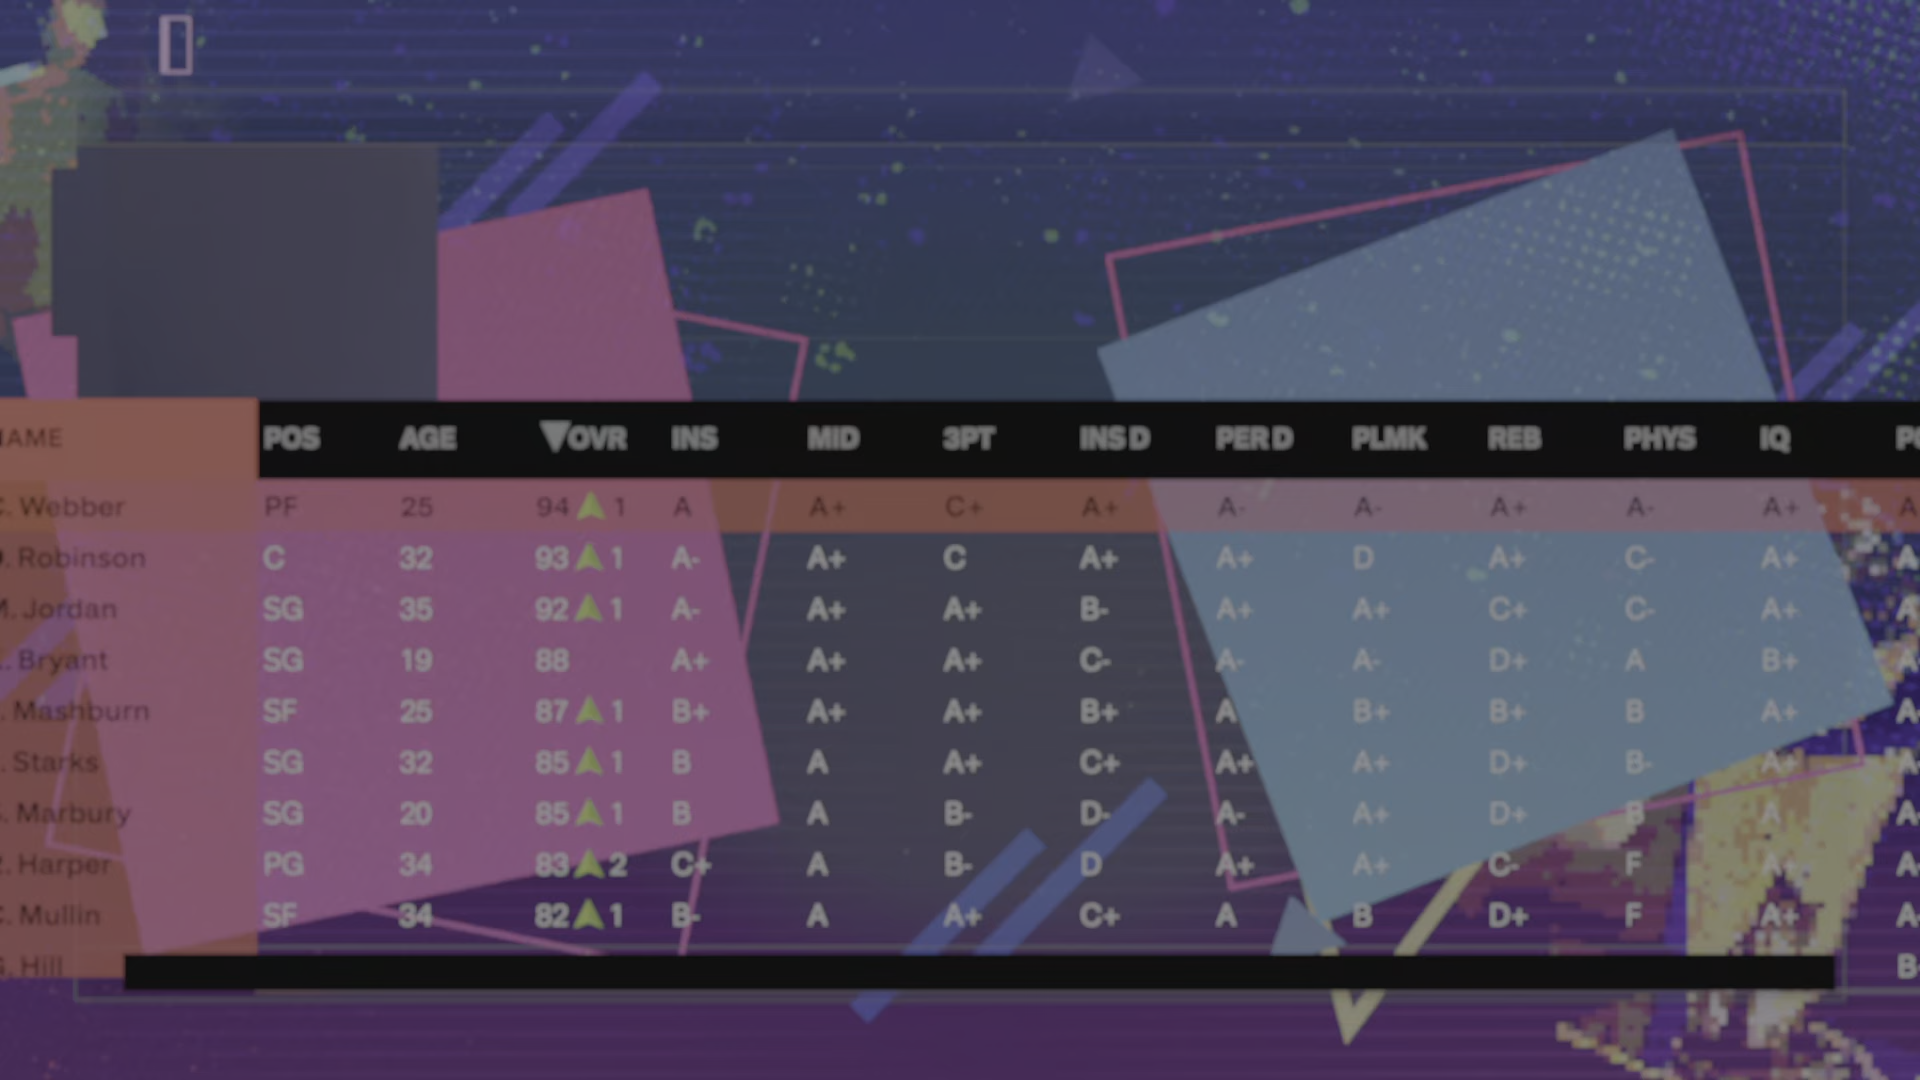 NAME POS AGE OVR INS MID 3PT INS D PER D PLMK REB PHYS IQ PO
C. Webber PF 25 94 1 A A+ C+ A+ A- A- A+ A- A+ A
D. Robinson C 32 93 1 A- A+ C A+ A+ D A+ C- A+ A
M. Jordan SG 35 92 1 A- A+ A+ B- A+ A+ C+ C- A+ A
. Bryant SG 19 88 A+ A+ A+ C- A- A- D+ A B+ A
. Mashburn SF 25 87 1 B+ A+ A+ B+ A B+ B+ B A+ A-
. Starks SG 32 85 1 B A A+ C+ A+ A+ D+ B- A+ A-
S. Marbury SG 20 85 1 B A B- D- A- A+ D+ B A A-
R. Harper PG 34 83 2 C+ A B- D A+ A+ C- F A+ A-
C. Mullin SF 34 82 1 B- A A+ C+ A B D+ F A+ A-
G. Hill B-